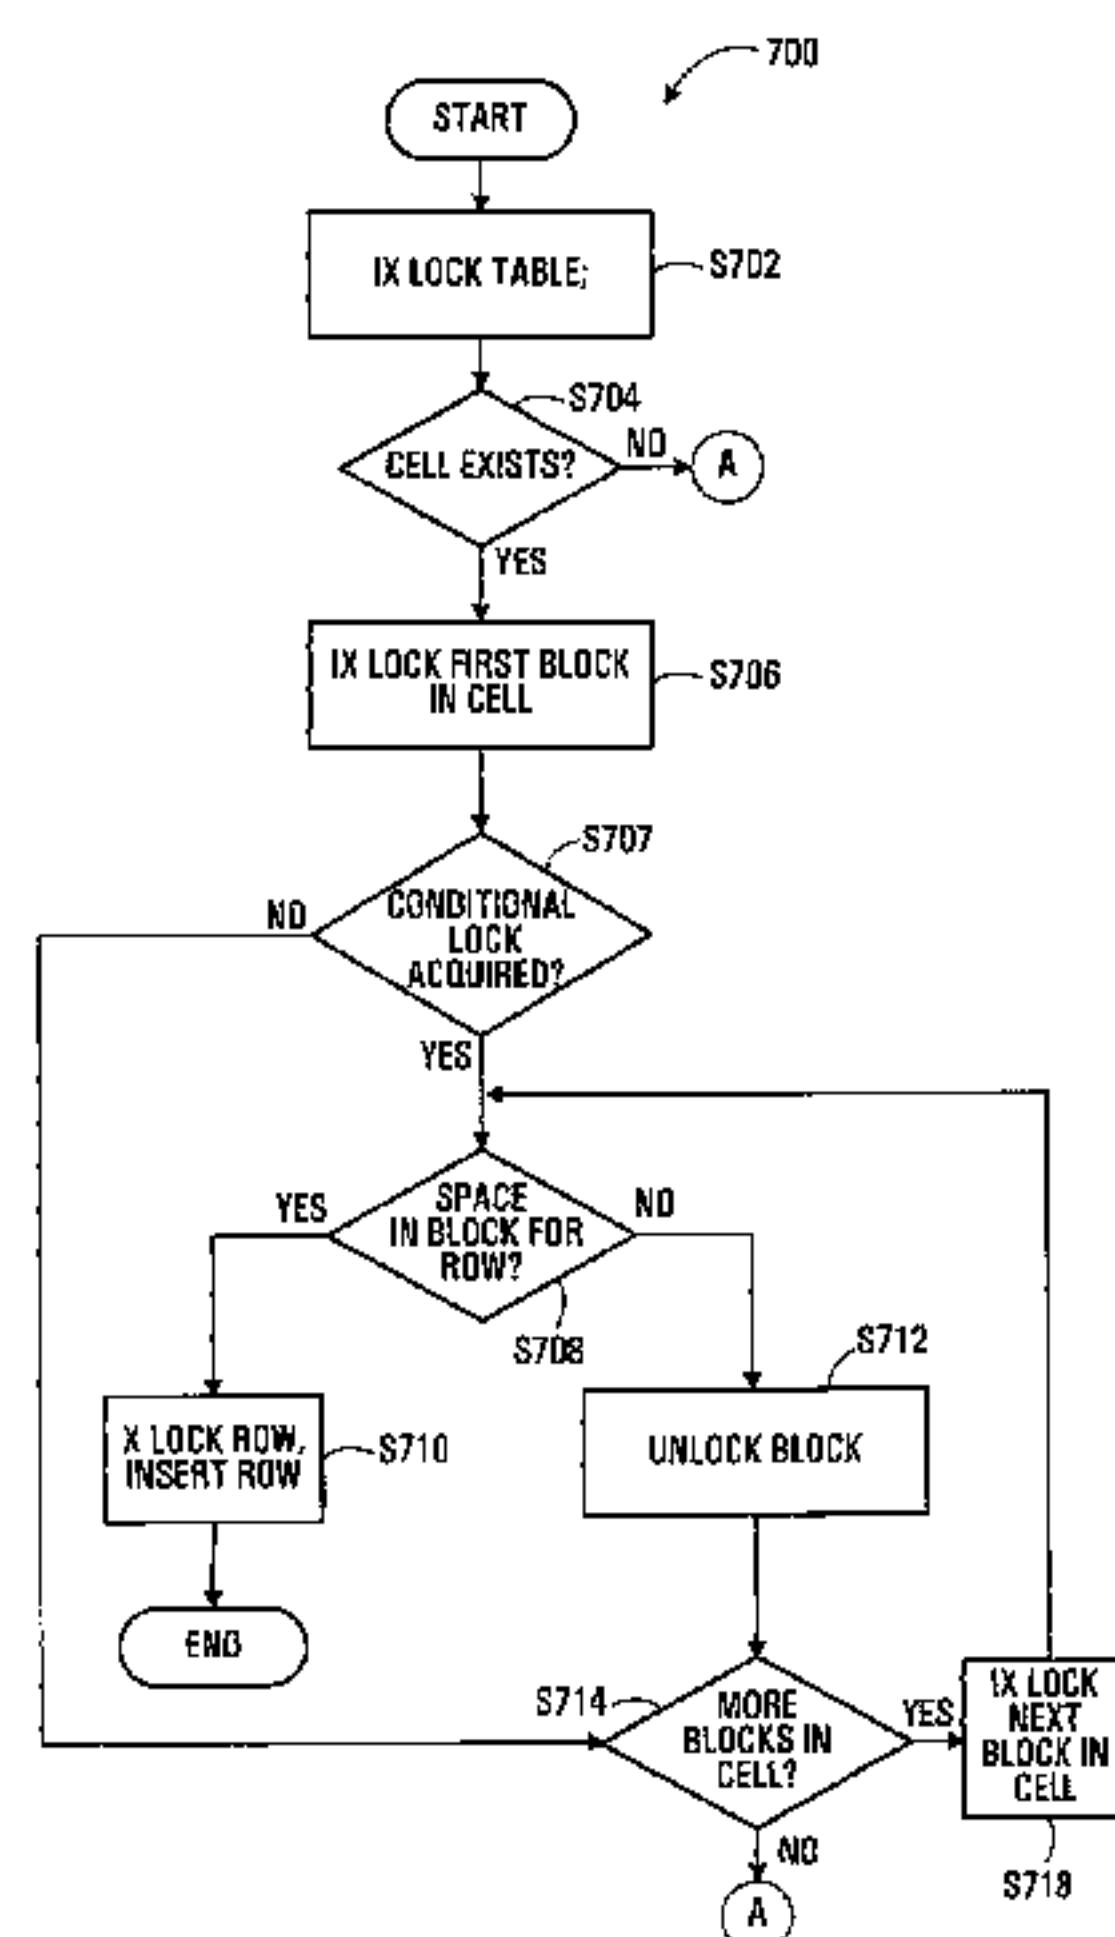 700
START
IX LOCK TABLE;
S702
S704
CELL EXISTS?
NO
A
YES
IX LOCK FIRST BLOCK
IN CELL
S706
S707
CONDITIONAL
LOCK
ACQUIRED?
NO
YES
SPACE
IN BLOCK FOR
ROW?
YES
NO
S708
S712
X LOCK ROW,
INSERT ROW
S710
UNLOCK BLOCK
END
S714
MORE
BLOCKS IN
CELL?
YES
IX LOCK
NEXT
BLOCK IN
CELL
NO
S718
A